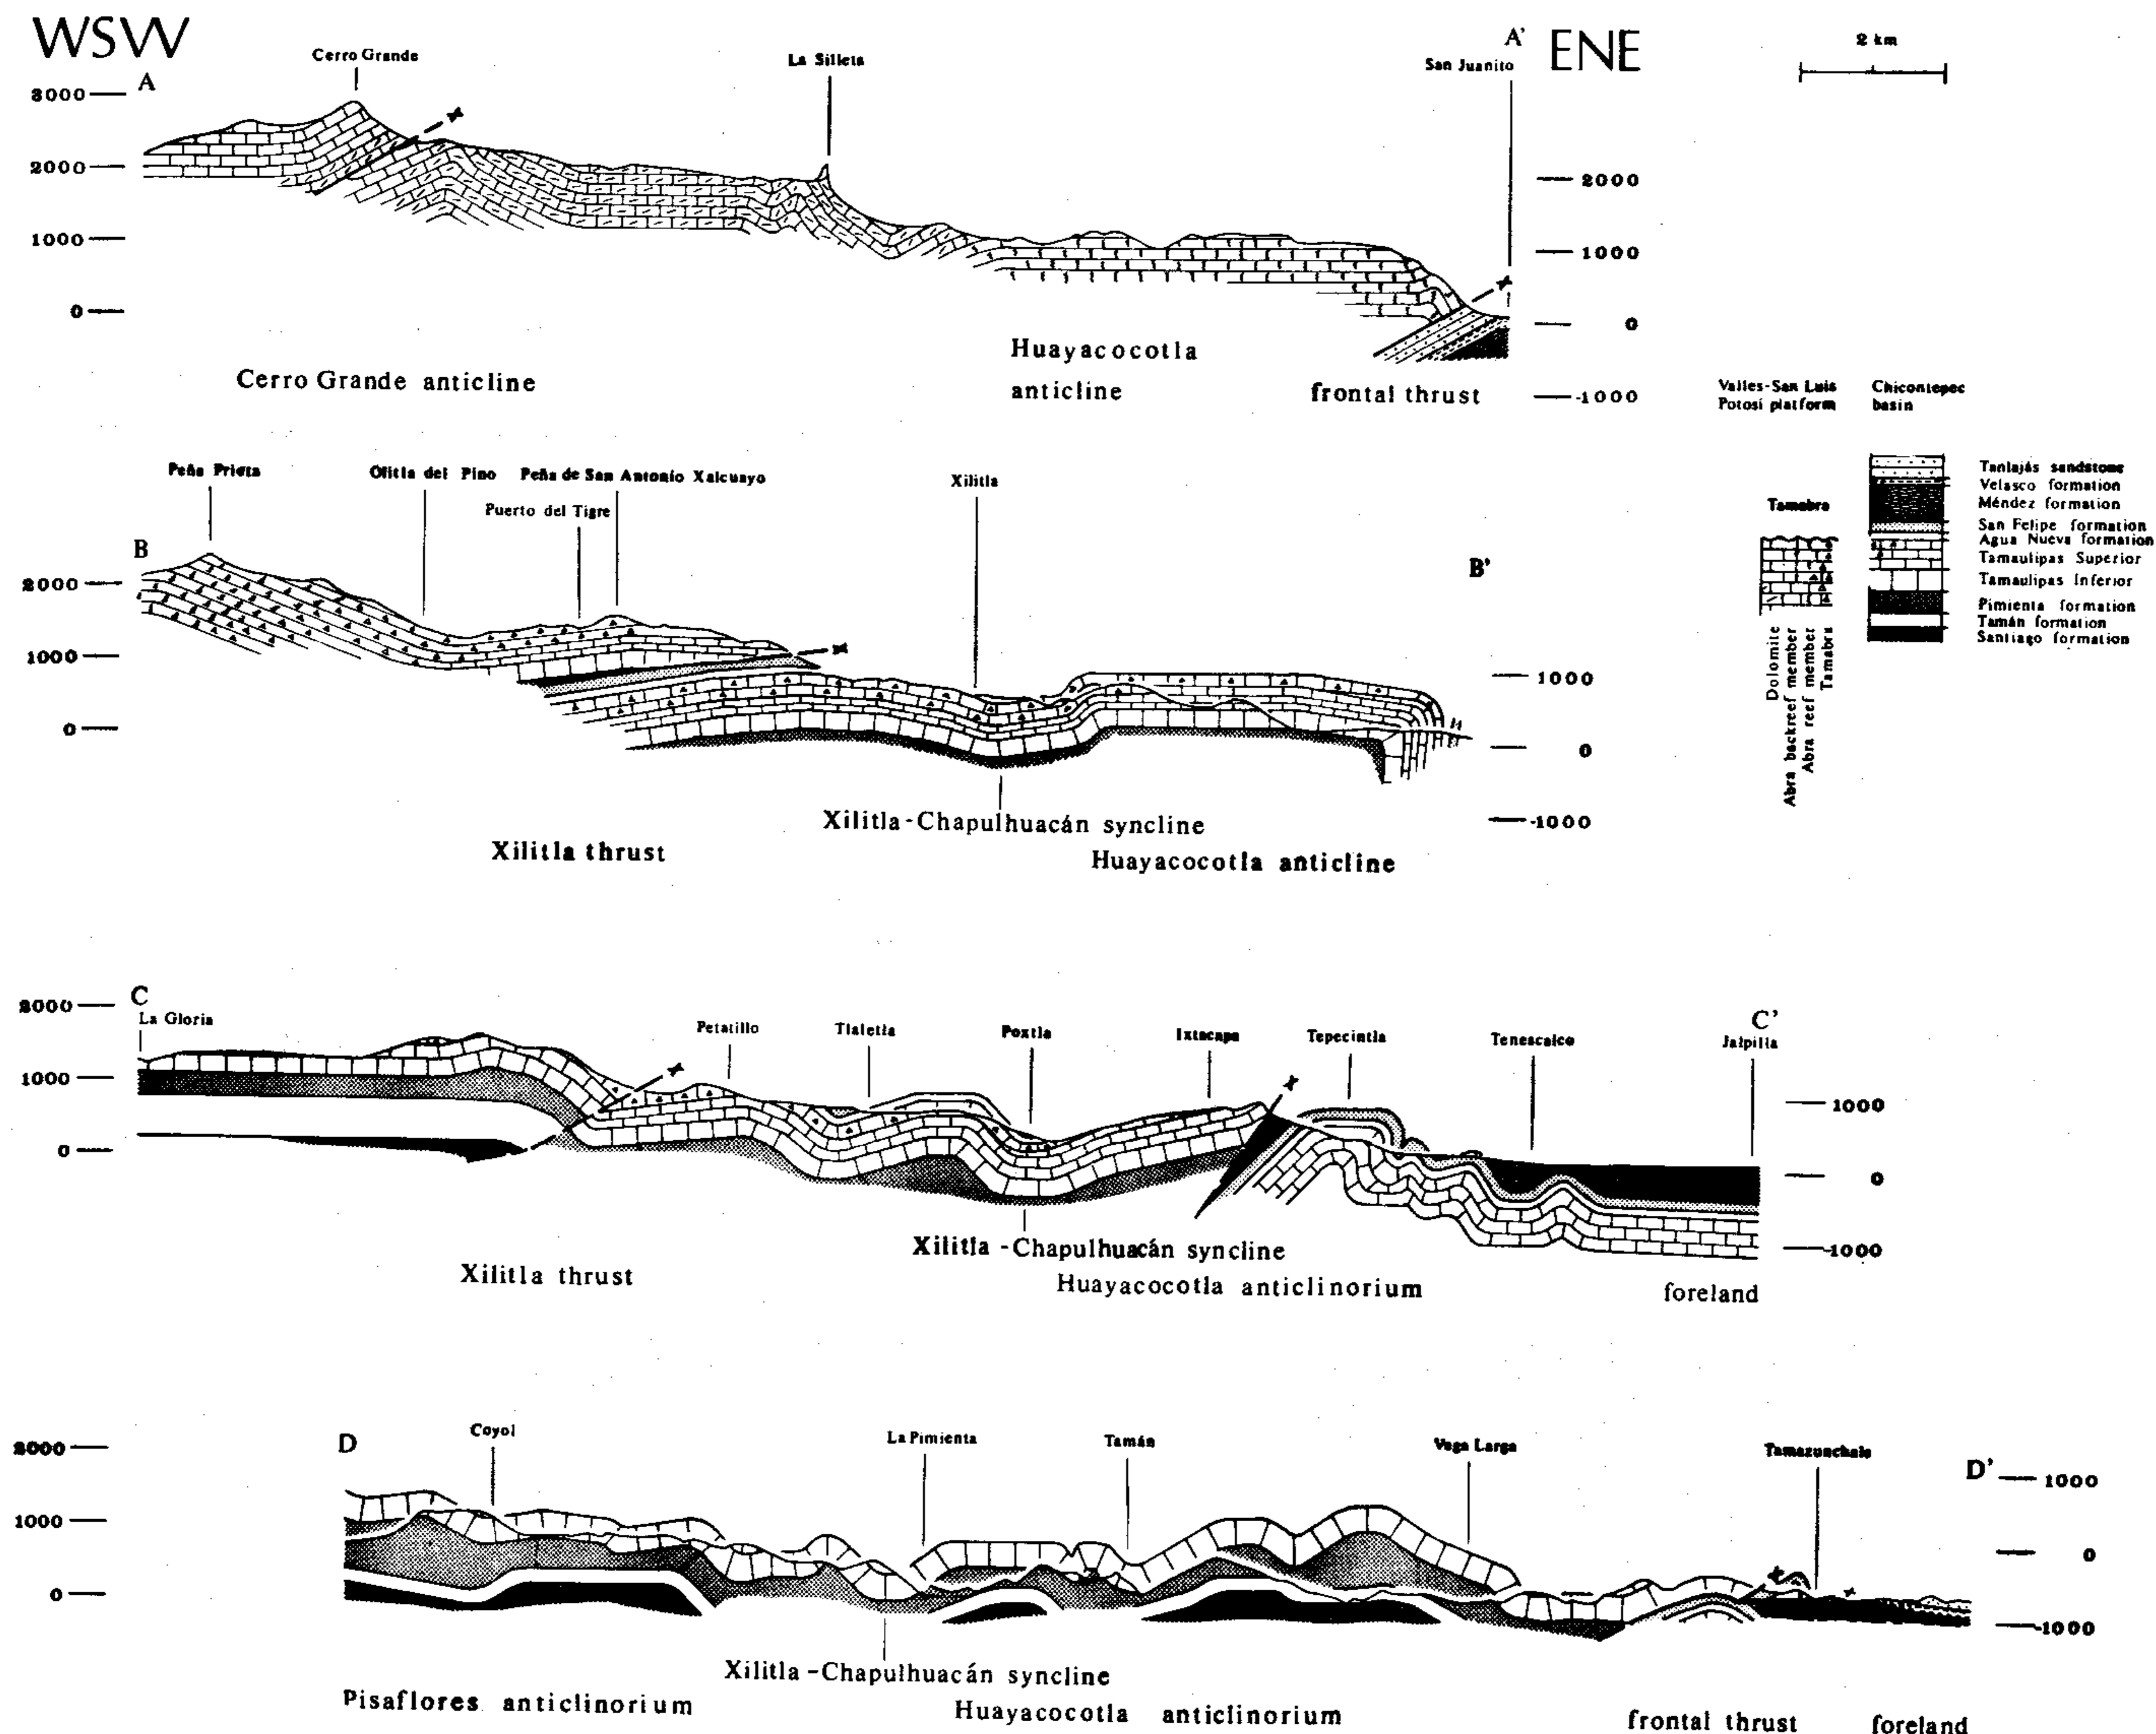 WSW
ENE
2 km
A
A'
Cerro Grande
La Silleta
San Juanito
3000
2000
1000
0
2000
1000
0
-1000
Cerro Grande anticline
Huayacocotla
anticline
frontal thrust
Valles-San Luis
Potosí platform
Chicontepec
basin
Tanlajás sandstone
Velasco formation
Méndez formation
San Felipe formation
Agua Nueva formation
Tamaulipas Superior
Tamaulipas Inferior
Pimienta formation
Tamán formation
Santiago formation
Tamabra
Dolomite
Abra backreef member
Abra reef member
Tamabra
Peña Prieta
Olitla del Pino
Peña de San Antonio Xalcuayo
Puerto del Tigre
Xilitla
B
B'
2000
1000
0
1000
0
-1000
Xilitla thrust
Xilitla-Chapulhuacán syncline
Huayacocotla anticline
C
C'
La Gloria
Petatillo
Tlaletla
Poxtla
Ixtacapa
Tepecintla
Tenescalco
Jalpilla
2000
1000
0
1000
0
-1000
Xilitla thrust
Xilitla-Chapulhuacán syncline
Huayacocotla anticlinorium
foreland
D
D'
Coyol
La Pimienta
Tamán
Vega Larga
Tamazunchale
2000
1000
0
1000
0
-1000
Xilitla-Chapulhuacán syncline
Pisaflores anticlinorium
Huayacocotla anticlinorium
frontal thrust
foreland